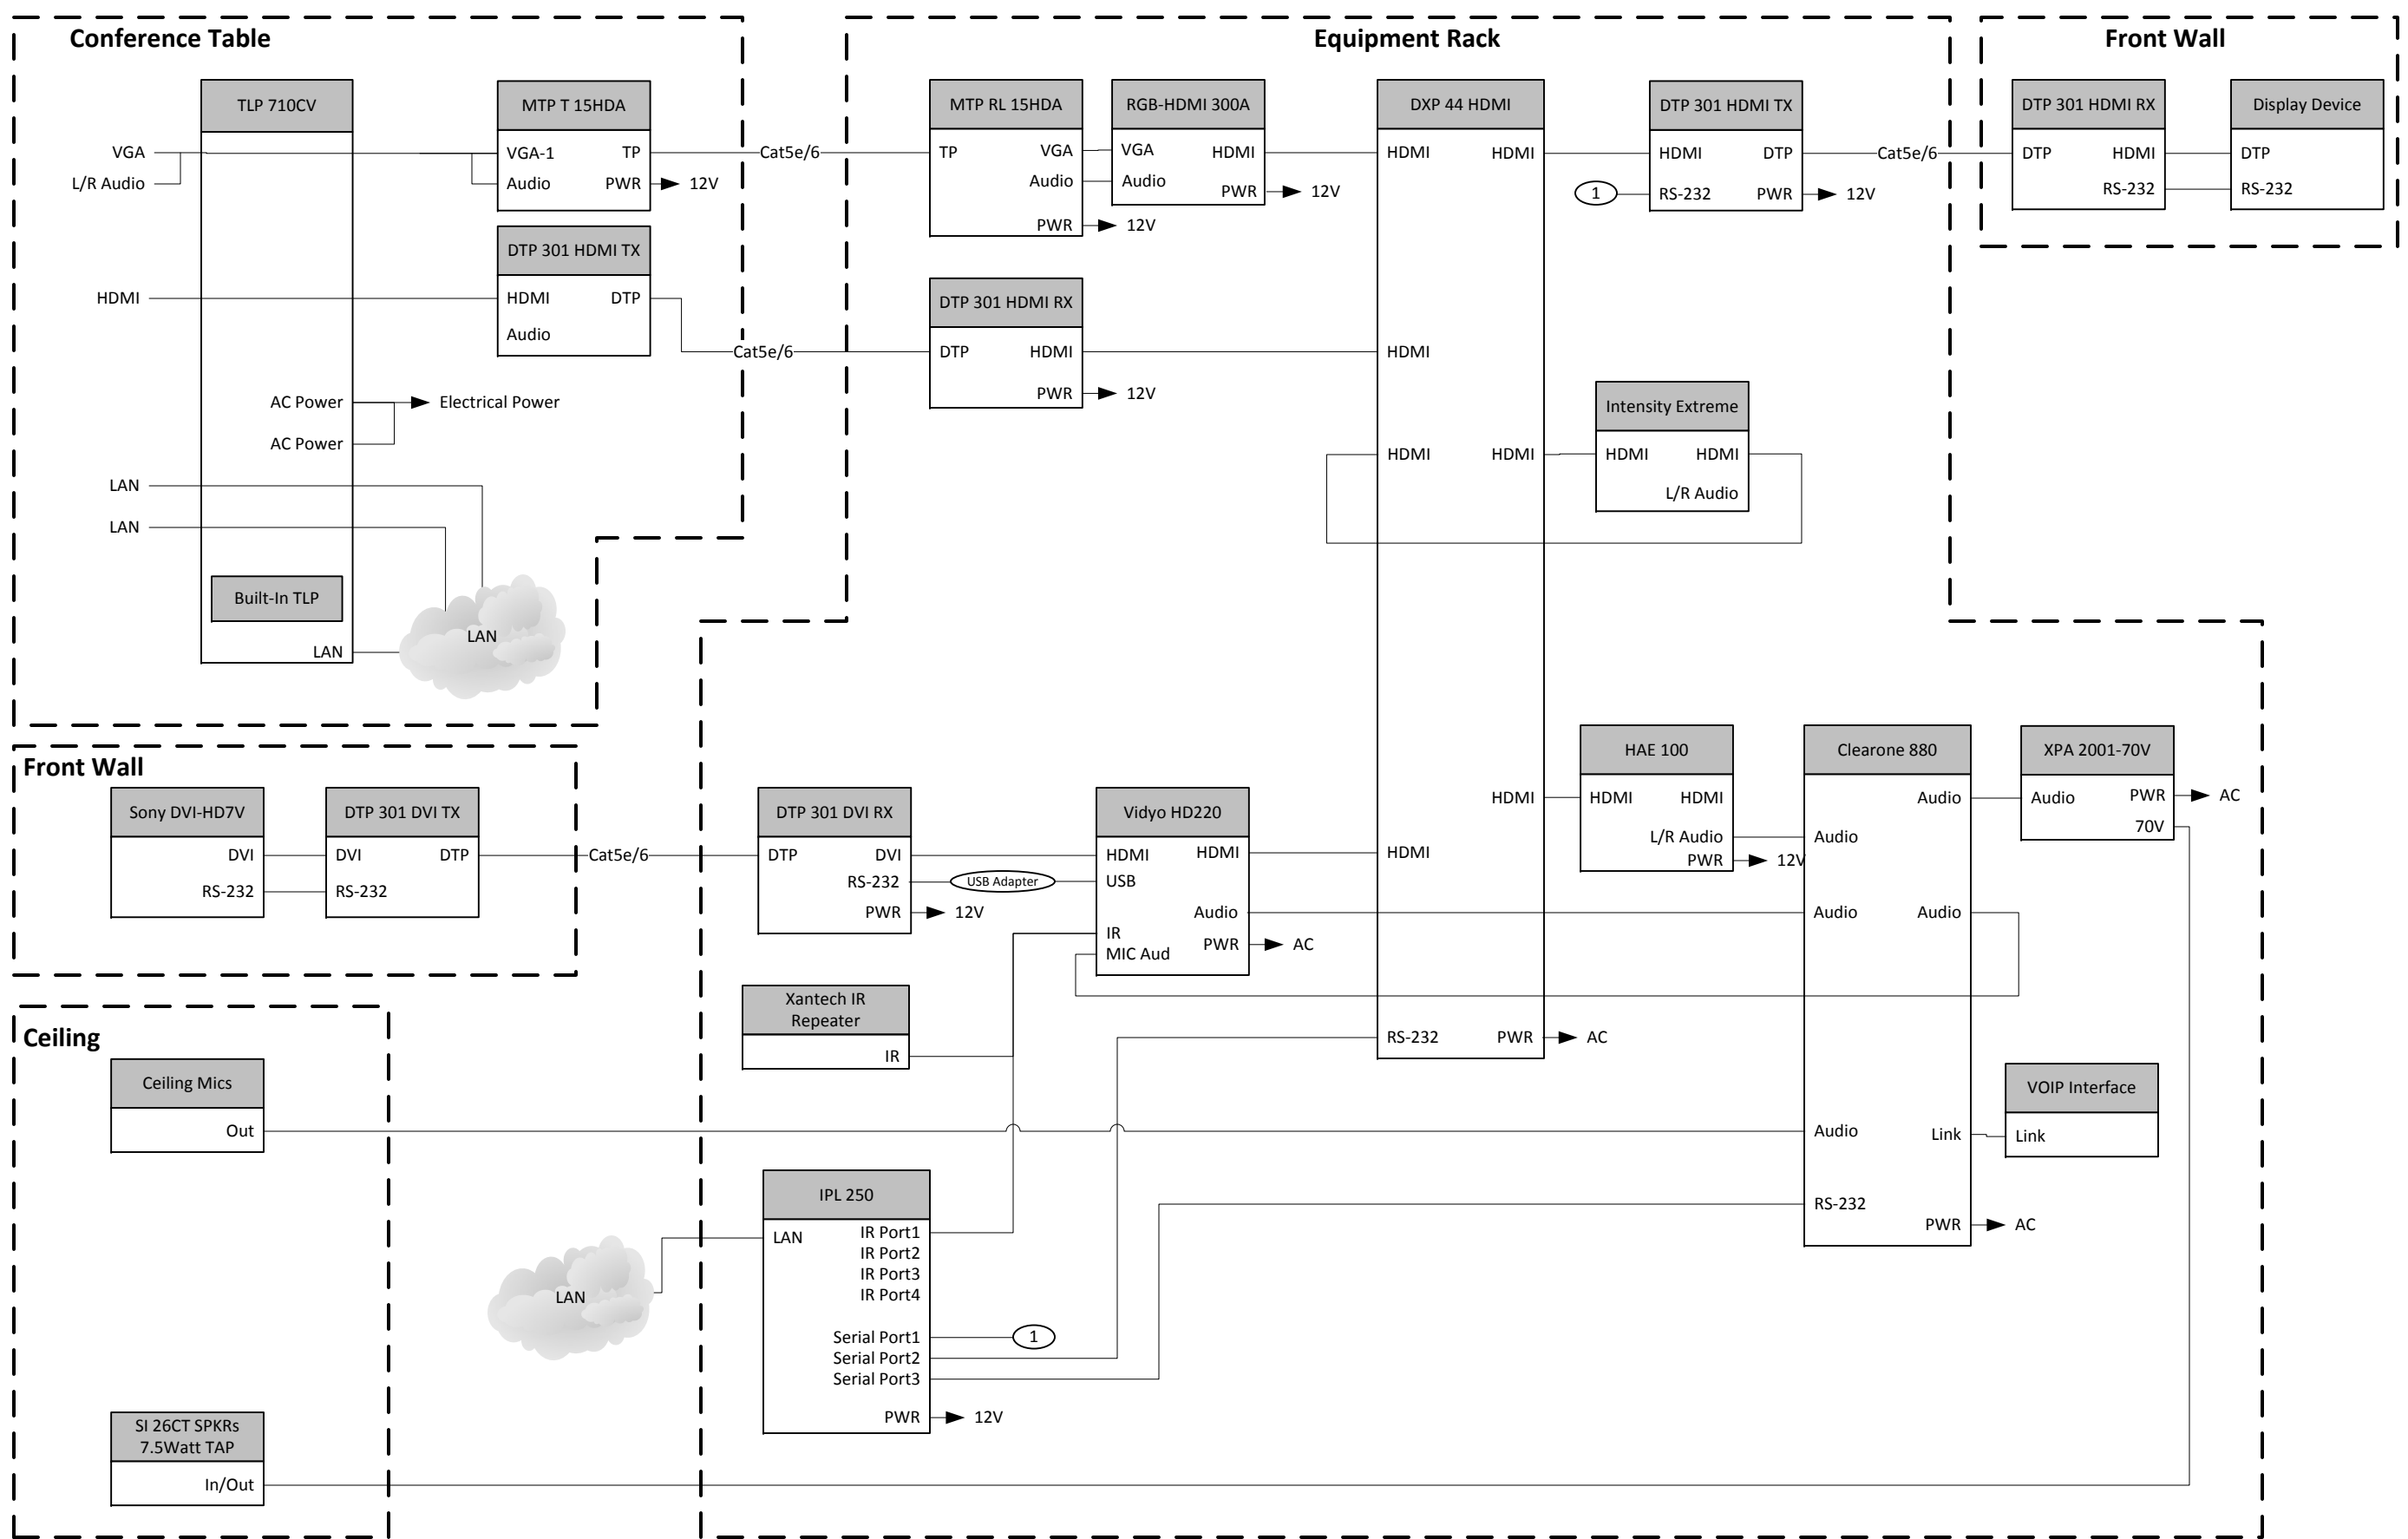 Conference Table
TLP 710CV
VGA
L/R Audio
HDMI
AC Power
Electrical Power
AC Power
LAN
LAN
Built-In TLP
LAN
LAN
MTP T 15HDA
VGA-1
TP
Audio
PWR
12V
DTP 301 HDMI TX
HDMI
DTP
Audio
Cat5e/6
Cat5e/6
Equipment Rack
MTP RL 15HDA
TP
VGA
Audio
PWR
12V
RGB-HDMI 300A
VGA
HDMI
Audio
PWR
12V
DTP 301 HDMI RX
DTP
HDMI
PWR
12V
DXP 44 HDMI
HDMI
HDMI
HDMI
HDMI
HDMI
HDMI
HDMI
RS-232
PWR
AC
DTP 301 HDMI TX
HDMI
DTP
1
RS-232
PWR
12V
Cat5e/6
Intensity Extreme
HDMI
HDMI
L/R Audio
Front Wall
DTP 301 HDMI RX
DTP
HDMI
RS-232
Display Device
DTP
RS-232
Front Wall
Sony DVI-HD7V
DVI
RS-232
DTP 301 DVI TX
DVI
DTP
RS-232
Cat5e/6
DTP 301 DVI RX
DTP
DVI
RS-232
PWR
12V
USB Adapter
Vidyo HD220
HDMI
HDMI
USB
Audio
IR
PWR
AC
MIC Aud
HAE 100
HDMI
HDMI
L/R Audio
PWR
12V
Clearone 880
Audio
Audio
Audio
Audio
Audio
Link
RS-232
PWR
AC
XPA 2001-70V
Audio
PWR
AC
70V
Xantech IR
Repeater
IR
VOIP Interface
Link
Ceiling
Ceiling Mics
Out
SI 26CT SPKRs
7.5Watt TAP
In/Out
LAN
IPL 250
LAN
IR Port1
IR Port2
IR Port3
IR Port4
Serial Port1
1
Serial Port2
Serial Port3
PWR
12V